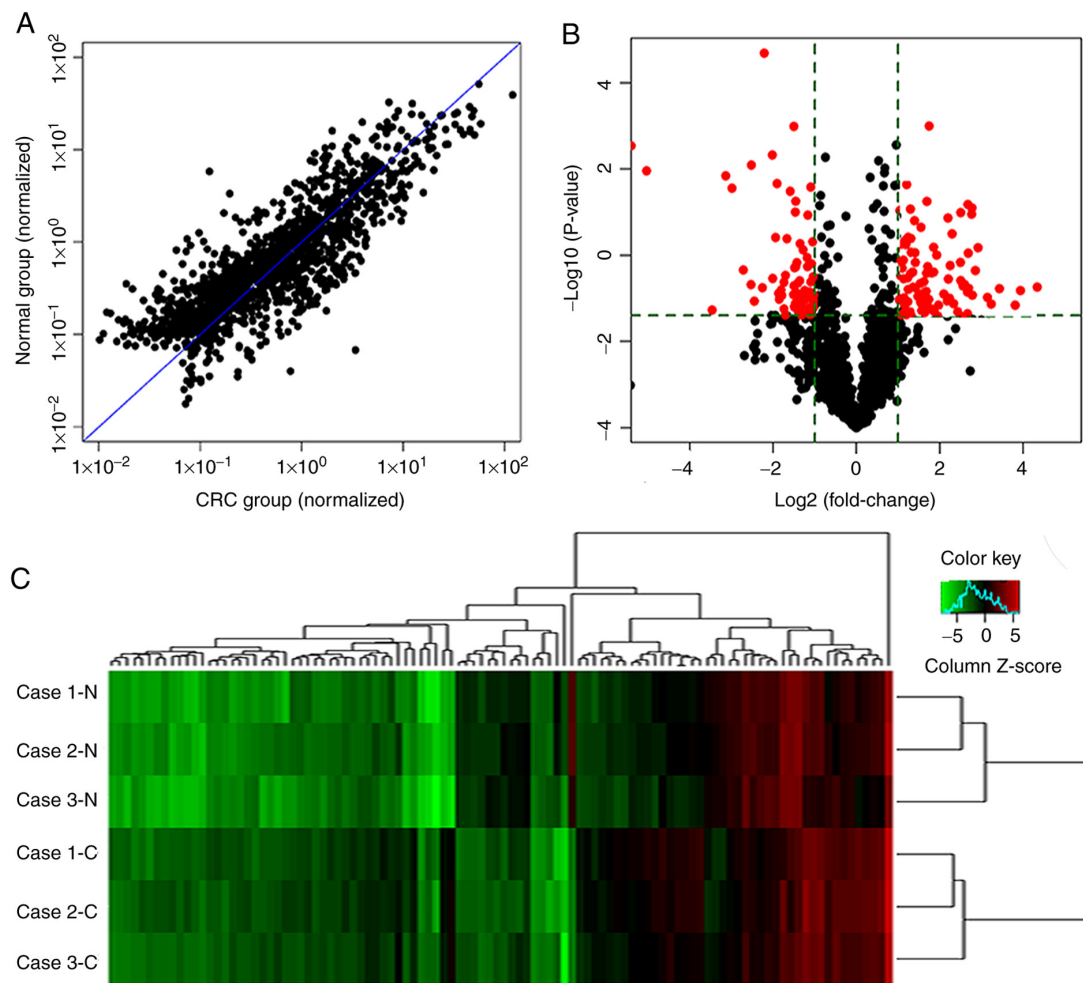 A
Normal group (normalized)
1×10²
1×10¹
1×10⁰
1×10⁻¹
1×10⁻²
1×10⁻² 1×10⁻¹ 1×10⁰ 1×10¹ 1×10²
CRC group (normalized)
B
−Log10 (P-value)
4
2
0
−2
−4
−4 −2 0 2 4
Log2 (fold-change)
C
Color key
−5 0 5
Column Z-score
Case 1-N
Case 2-N
Case 3-N
Case 1-C
Case 2-C
Case 3-C